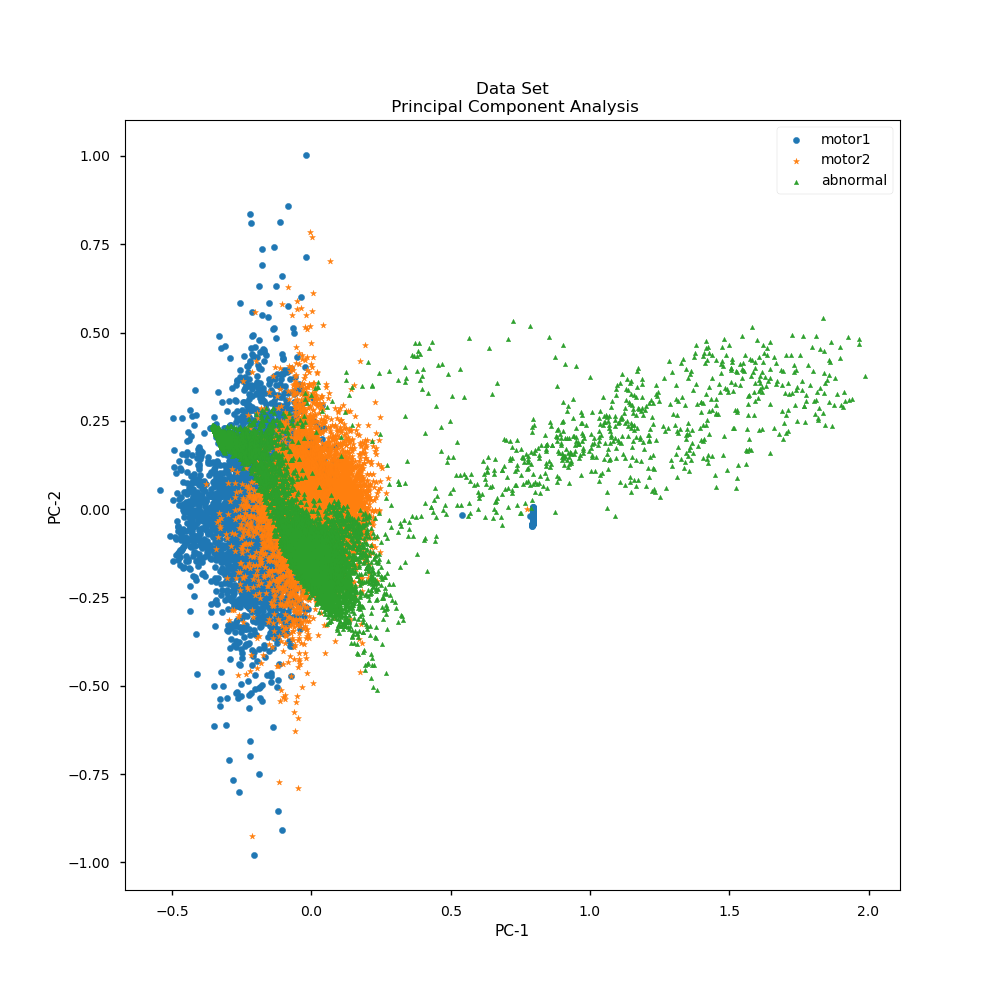 Data Set
Principal Component Analysis
motor1
motor2
abnormal
1.00
0.75
0.50
0.25
0.00
−0.25
−0.50
−0.75
−1.00
PC-2
−0.5
0.0
0.5
1.0
1.5
2.0
PC-1